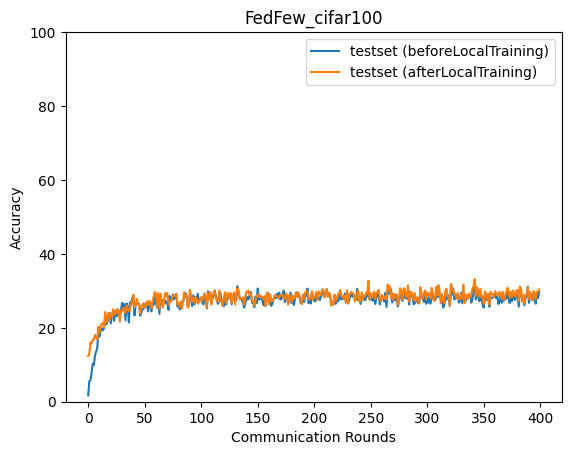 FedFew_cifar100
testset (beforeLocalTraining)
testset (afterLocalTraining)
Accuracy
100
80
60
40
20
0
0 50 100 150 200 250 300 350 400
Communication Rounds